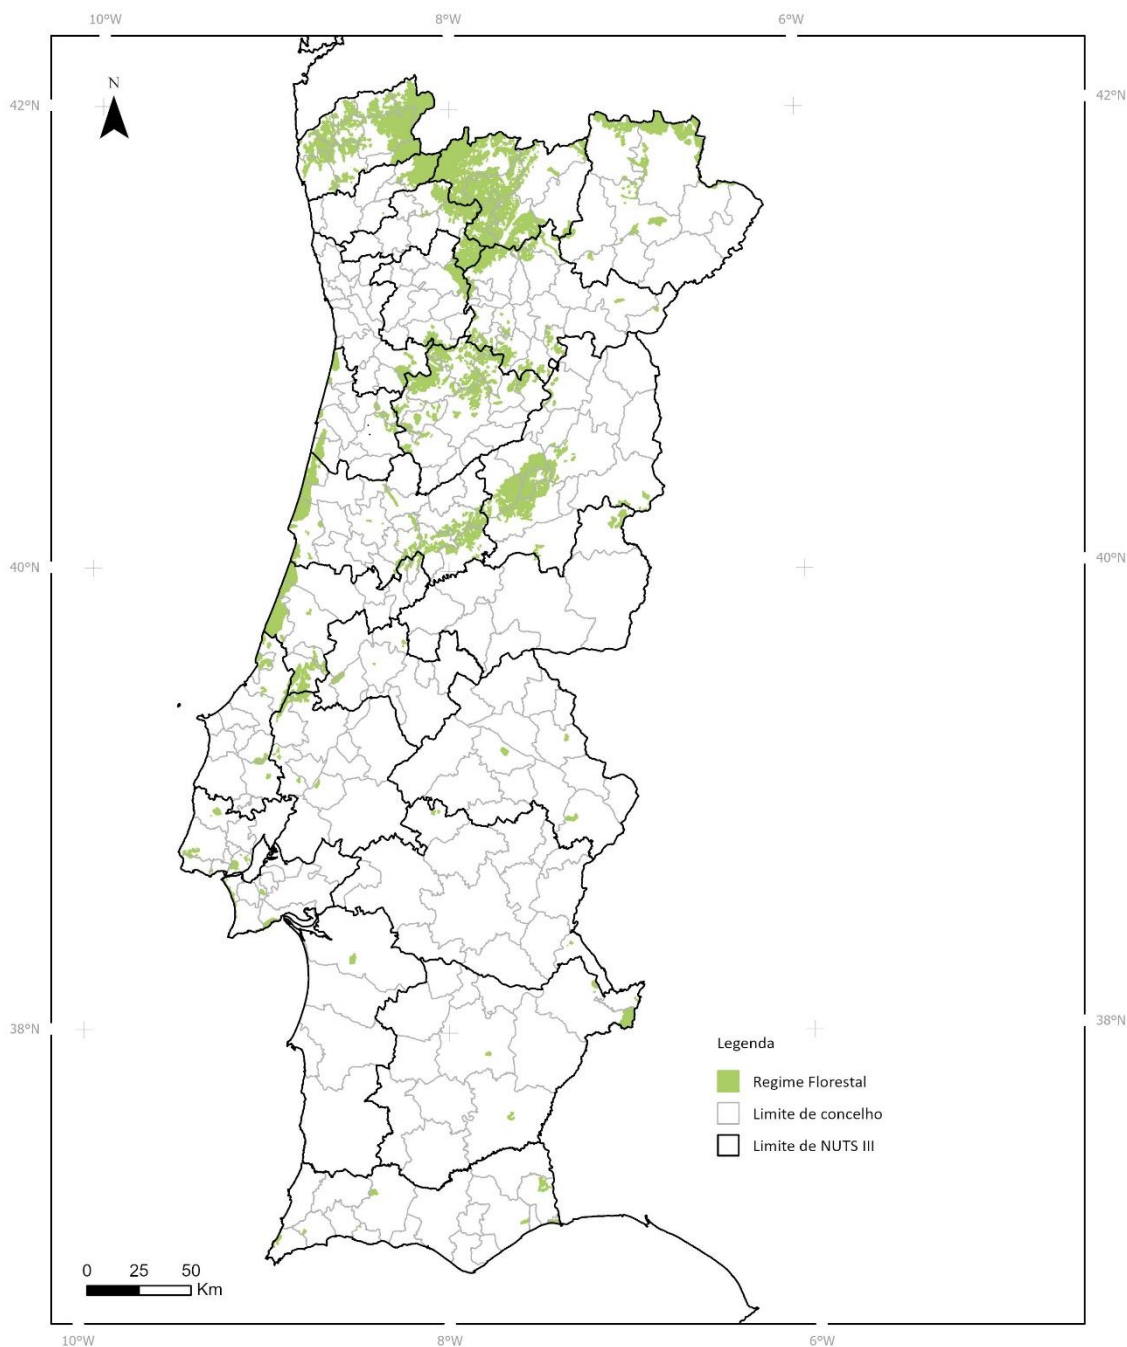 10°W 8°W 6°W
N
42°N 42°N
40°N 40°N
38°N 38°N
Legenda
Regime Florestal
Limite de concelho
Limite de NUTS III
0 25 50
Km
10°W 8°W 6°W